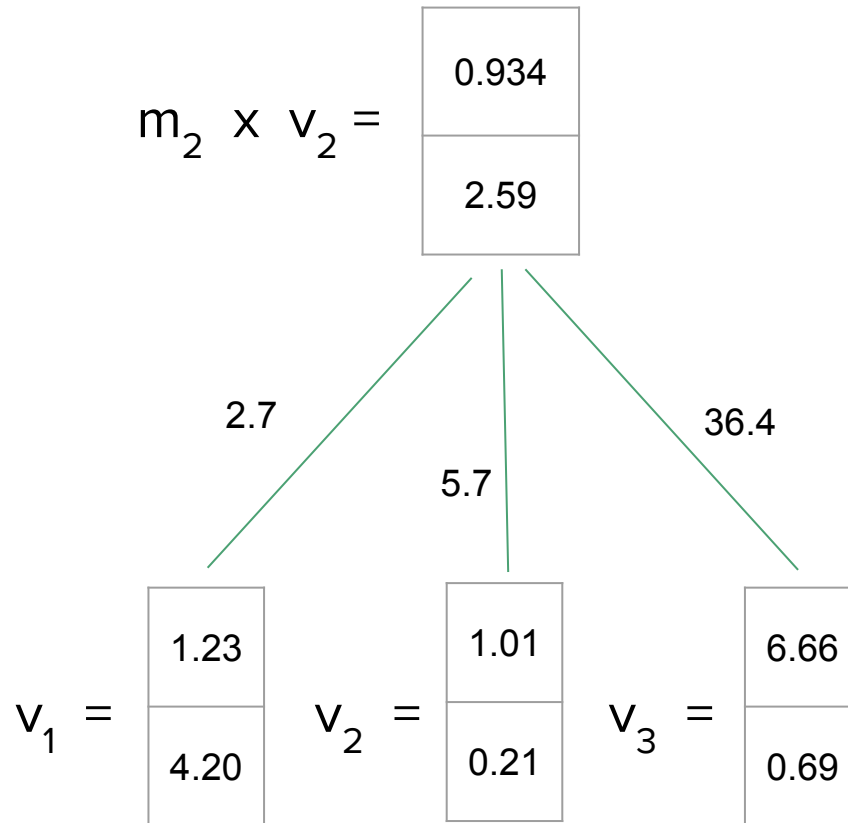 0.934
m₂ x v₂ =
2.59
2.7
36.4
5.7
1.23
1.01
6.66
v₁ =
v₂ =
v₃ =
4.20
0.21
0.69